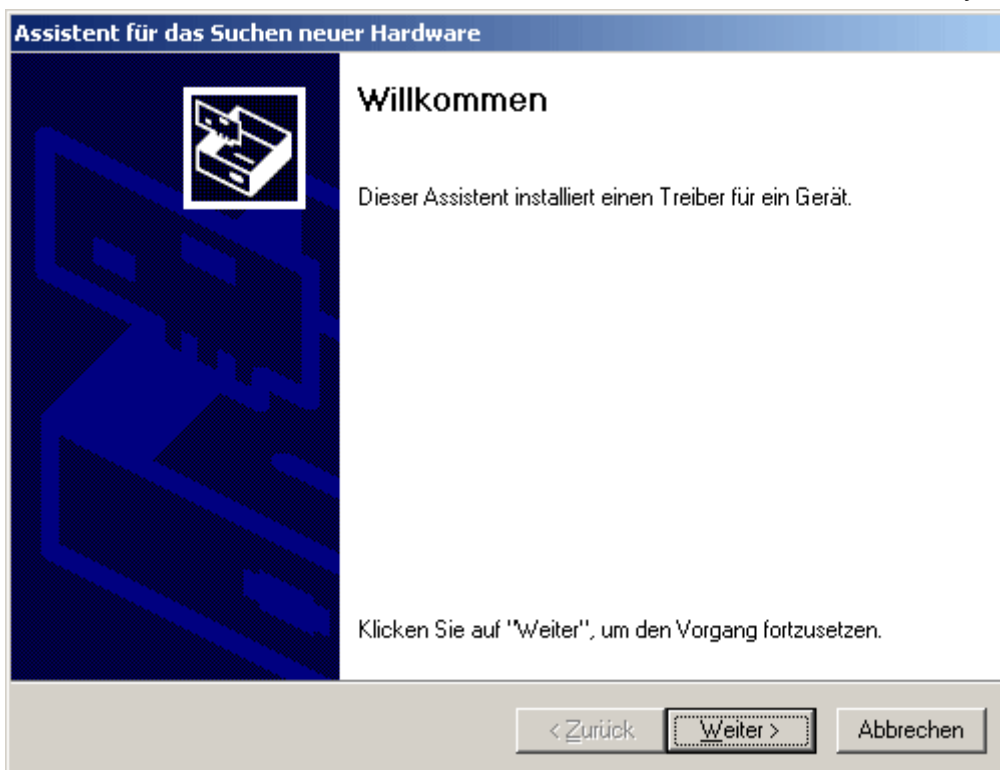 Assistent für das Suchen neuer Hardware
Willkommen
Dieser Assistent installiert einen Treiber für ein Gerät.
Klicken Sie auf "Weiter", um den Vorgang fortzusetzen.
< Zurück Weiter > Abbrechen